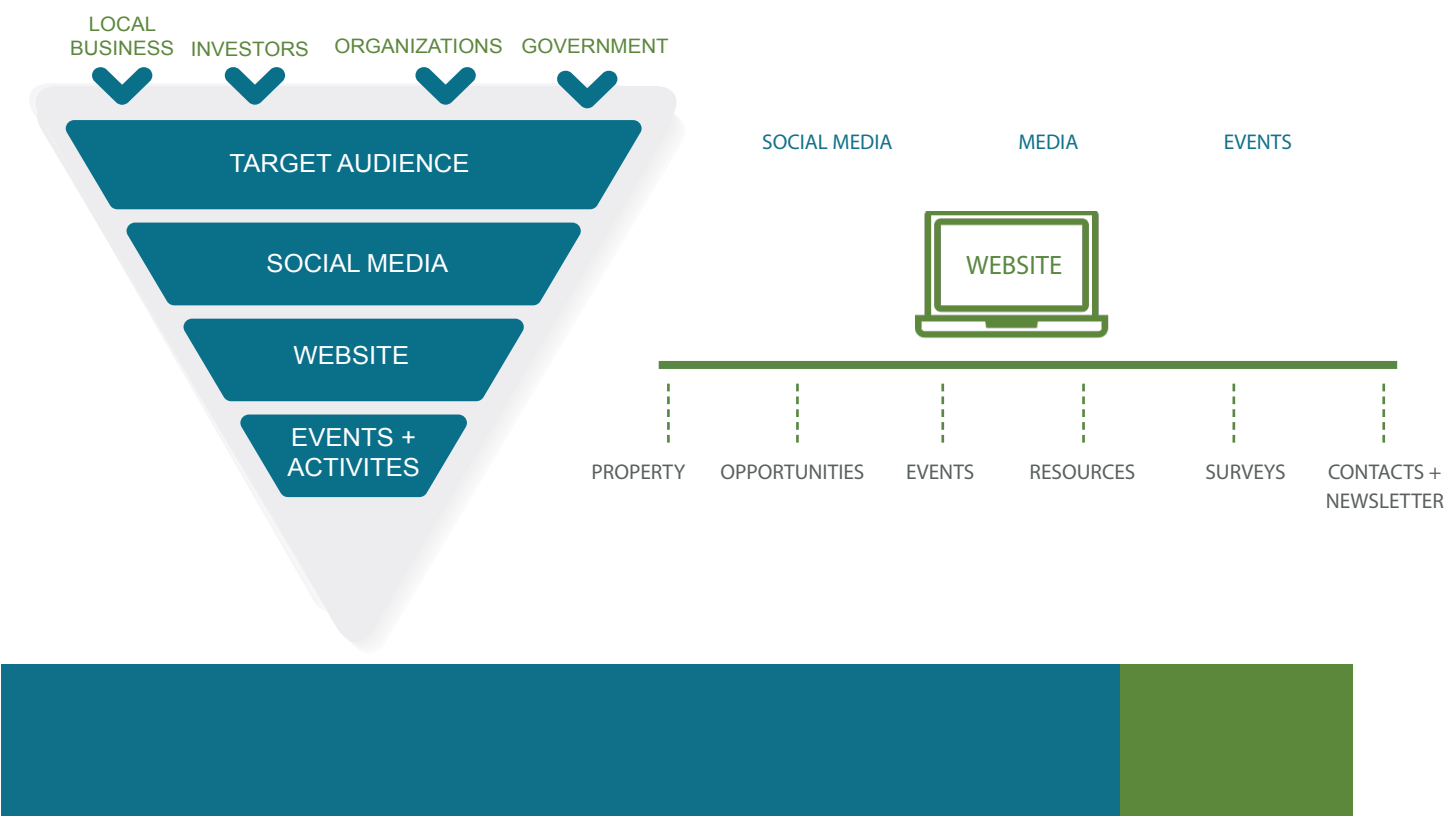 LOCAL
BUSINESS
INVESTORS
ORGANIZATIONS
GOVERNMENT
TARGET AUDIENCE
SOCIAL MEDIA
WEBSITE
EVENTS +
ACTIVITES
SOCIAL MEDIA
MEDIA
EVENTS
WEBSITE
PROPERTY
OPPORTUNITIES
EVENTS
RESOURCES
SURVEYS
CONTACTS +
NEWSLETTER